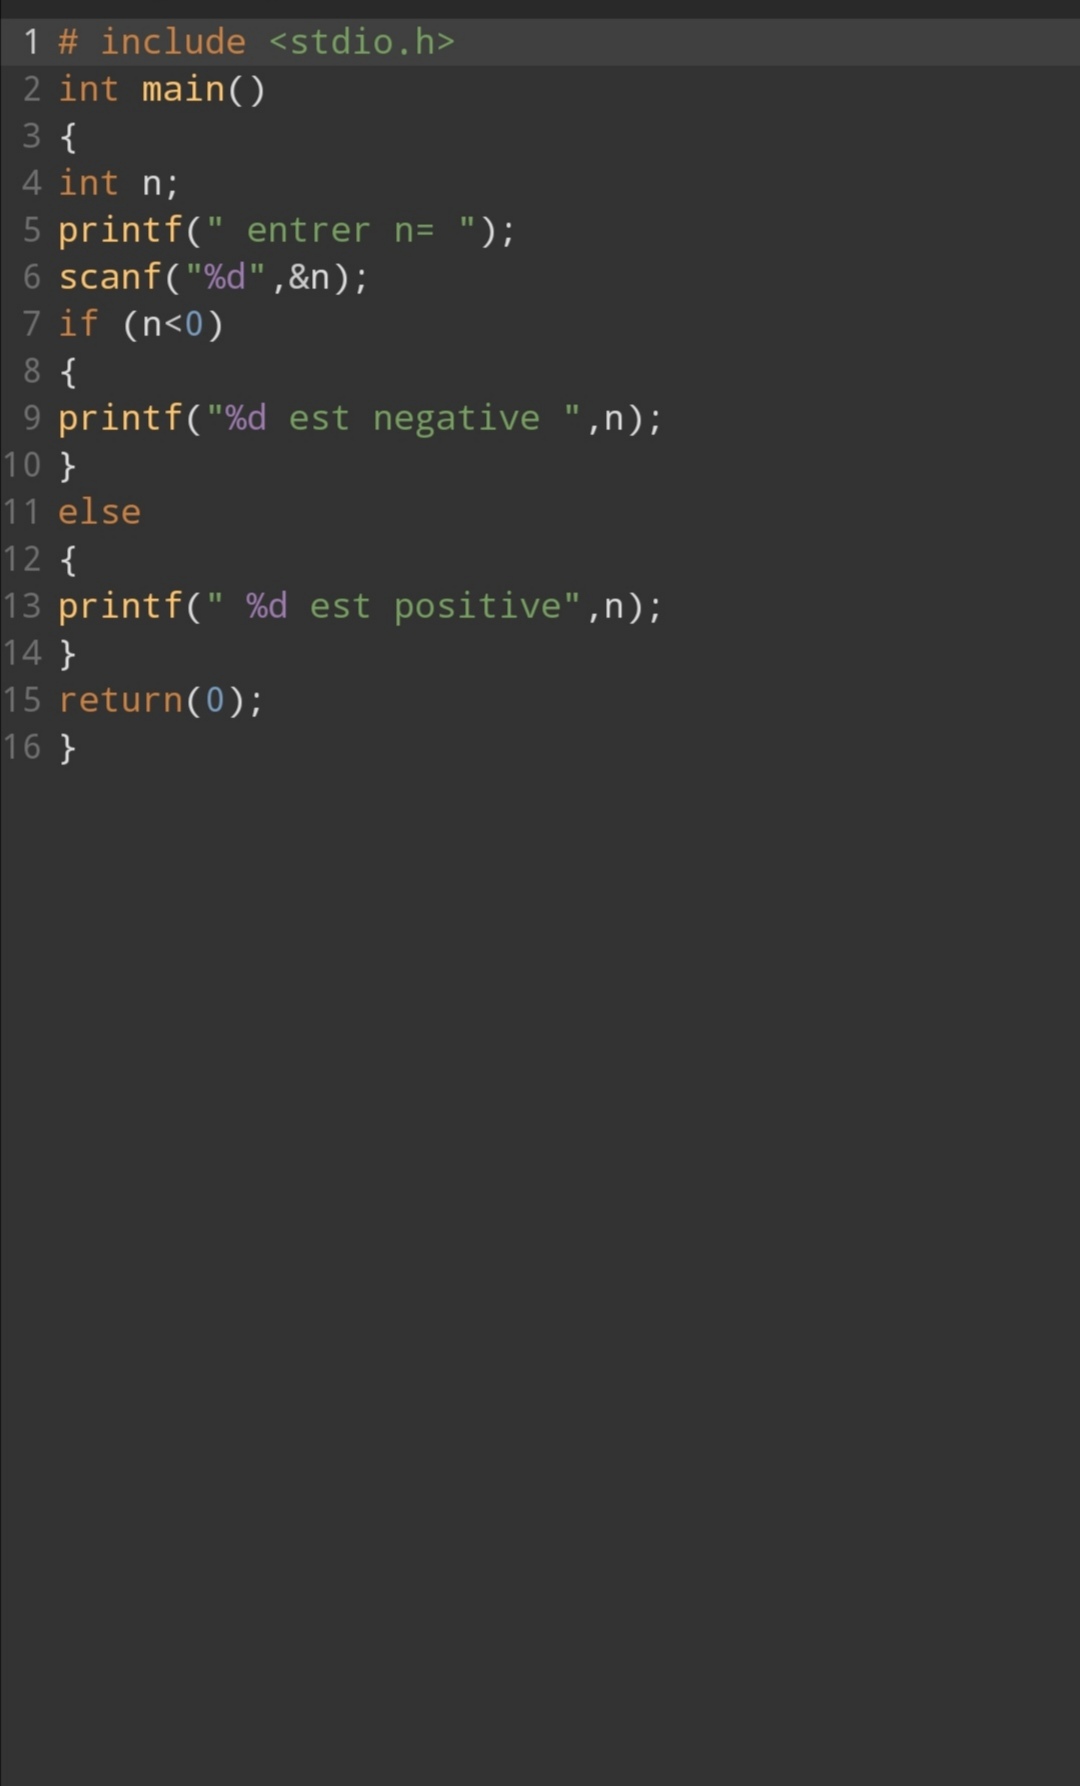 1 # include <stdio.h>
2 int main()
3 {
4 int n;
5 printf(" entrer n= ");
6 scanf("%d",&n);
7 if (n<0)
8 {
9 printf("%d est negative ",n);
10 }
11 else
12 {
13 printf(" %d est positive",n);
14 }
15 return(0);
16 }